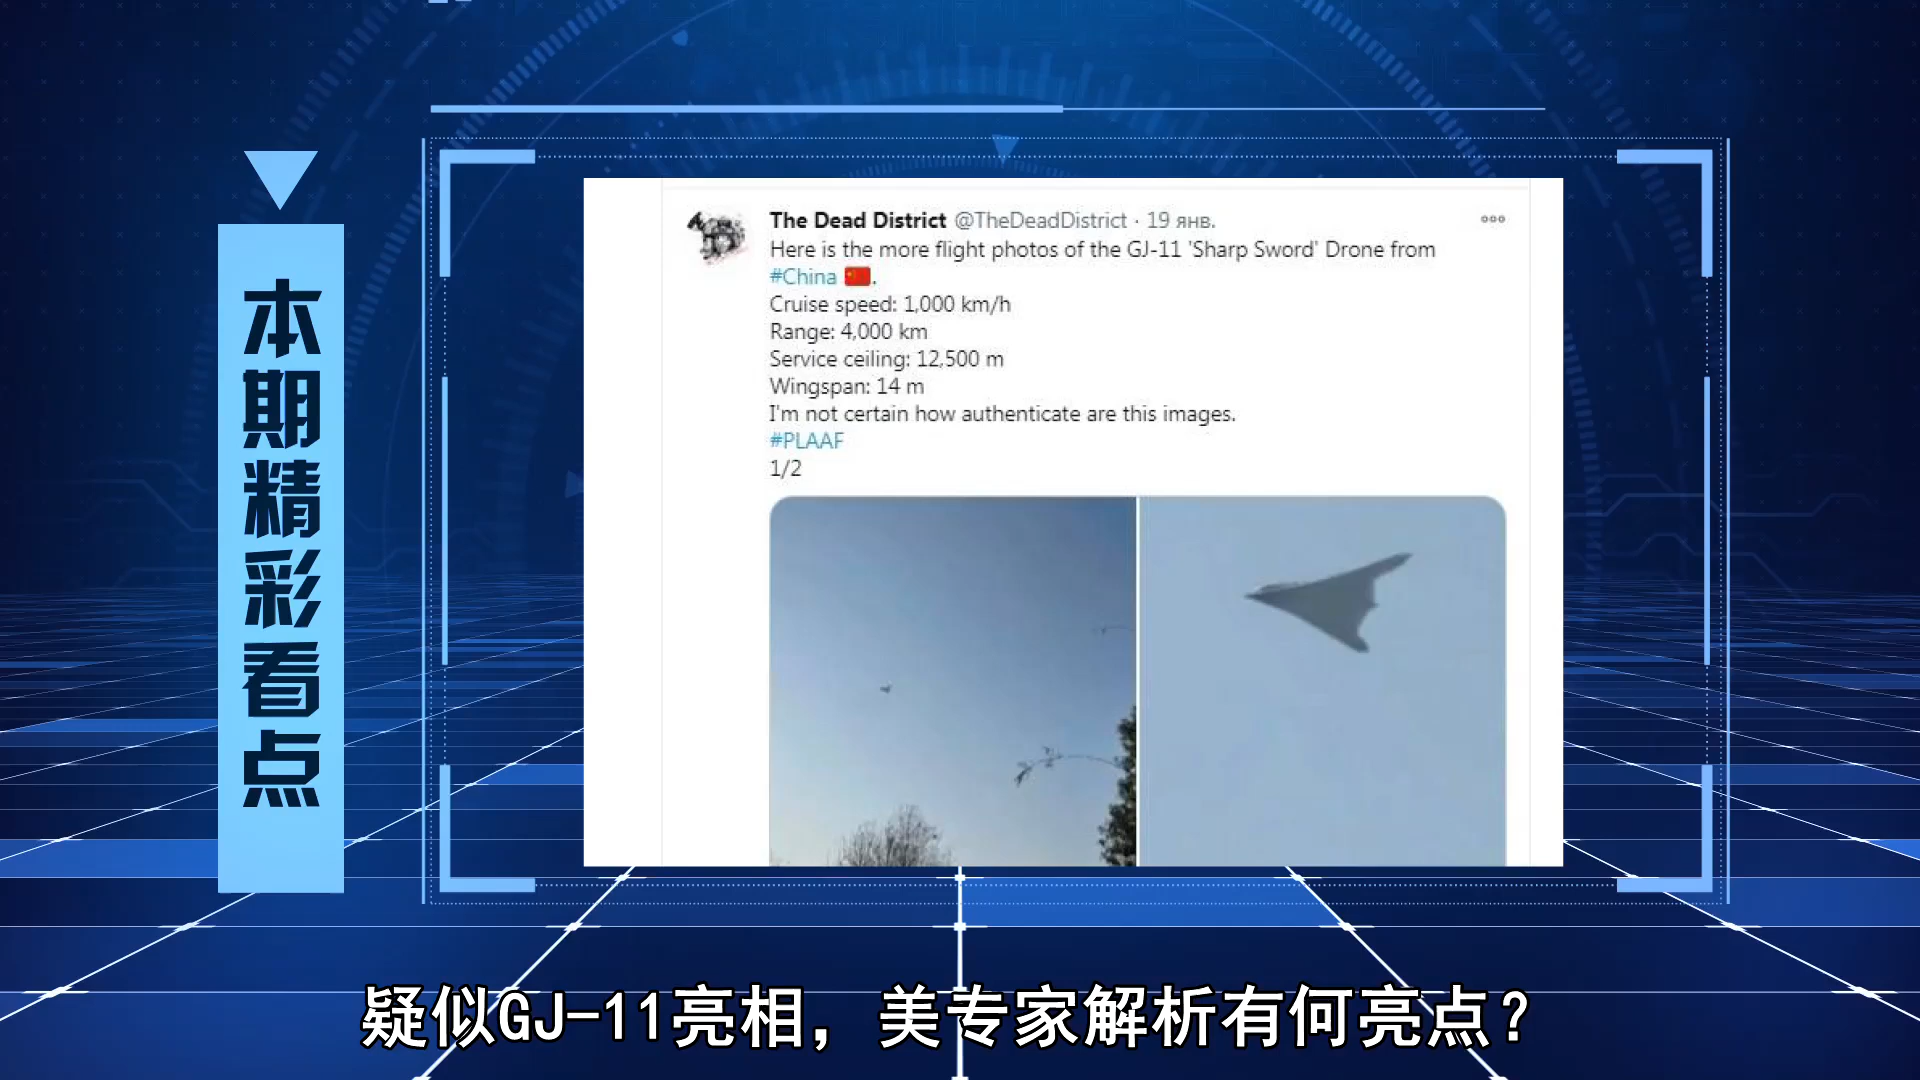 本期精彩看点
The Dead District @TheDeadDistrict · 19 янв.
Here is the more flight photos of the GJ-11 'Sharp Sword' Drone from
#China 🇨🇳.
Cruise speed: 1,000 km/h
Range: 4,000 km
Service ceiling: 12,500 m
Wingspan: 14 m
I'm not certain how authenticate are this images.
#PLAAF
1/2
疑似GJ-11亮相，美专家解析有何亮点？